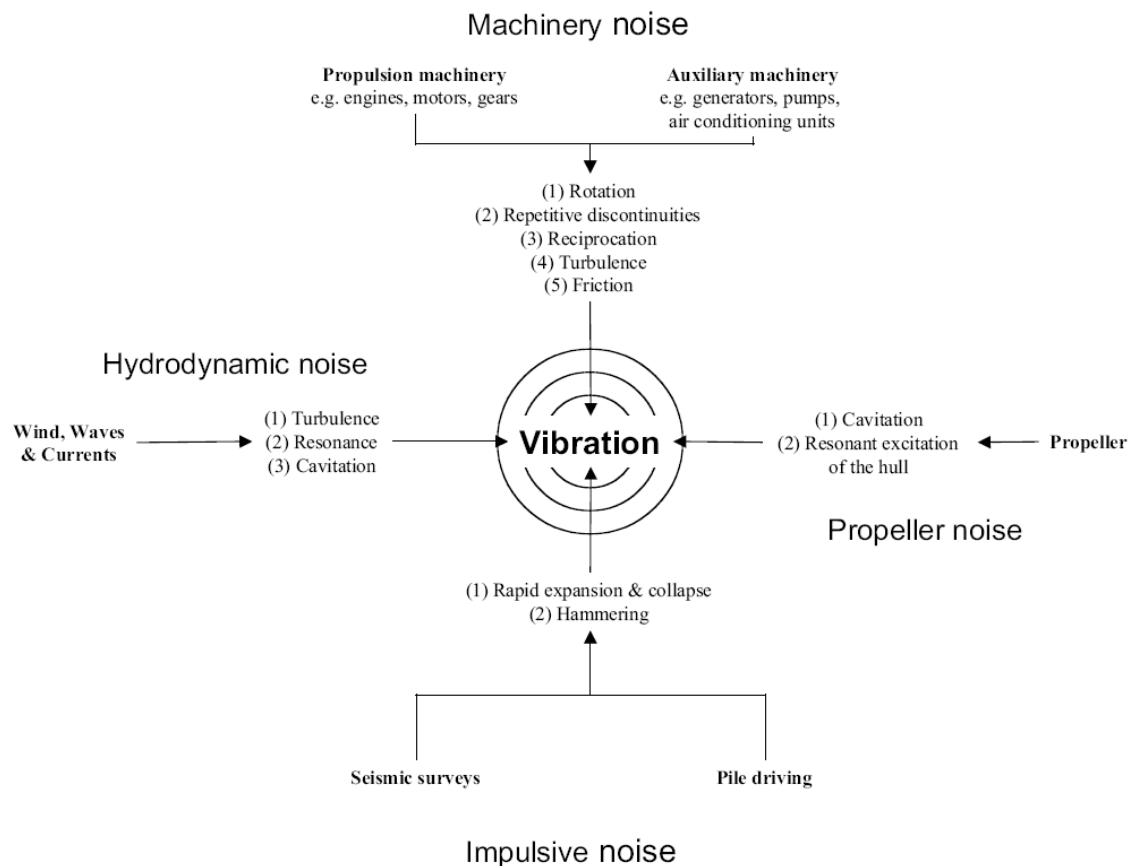 Machinery noise
Propulsion machinery
e.g. engines, motors, gears
Auxiliary machinery
e.g. generators, pumps,
air conditioning units
(1) Rotation
(2) Repetitive discontinuities
(3) Reciprocation
(4) Turbulence
(5) Friction
Hydrodynamic noise
Wind, Waves
& Currents
(1) Turbulence
(2) Resonance
(3) Cavitation
Vibration
(1) Cavitation
(2) Resonant excitation
of the hull
Propeller
Propeller noise
(1) Rapid expansion & collapse
(2) Hammering
Seismic surveys
Pile driving
Impulsive noise